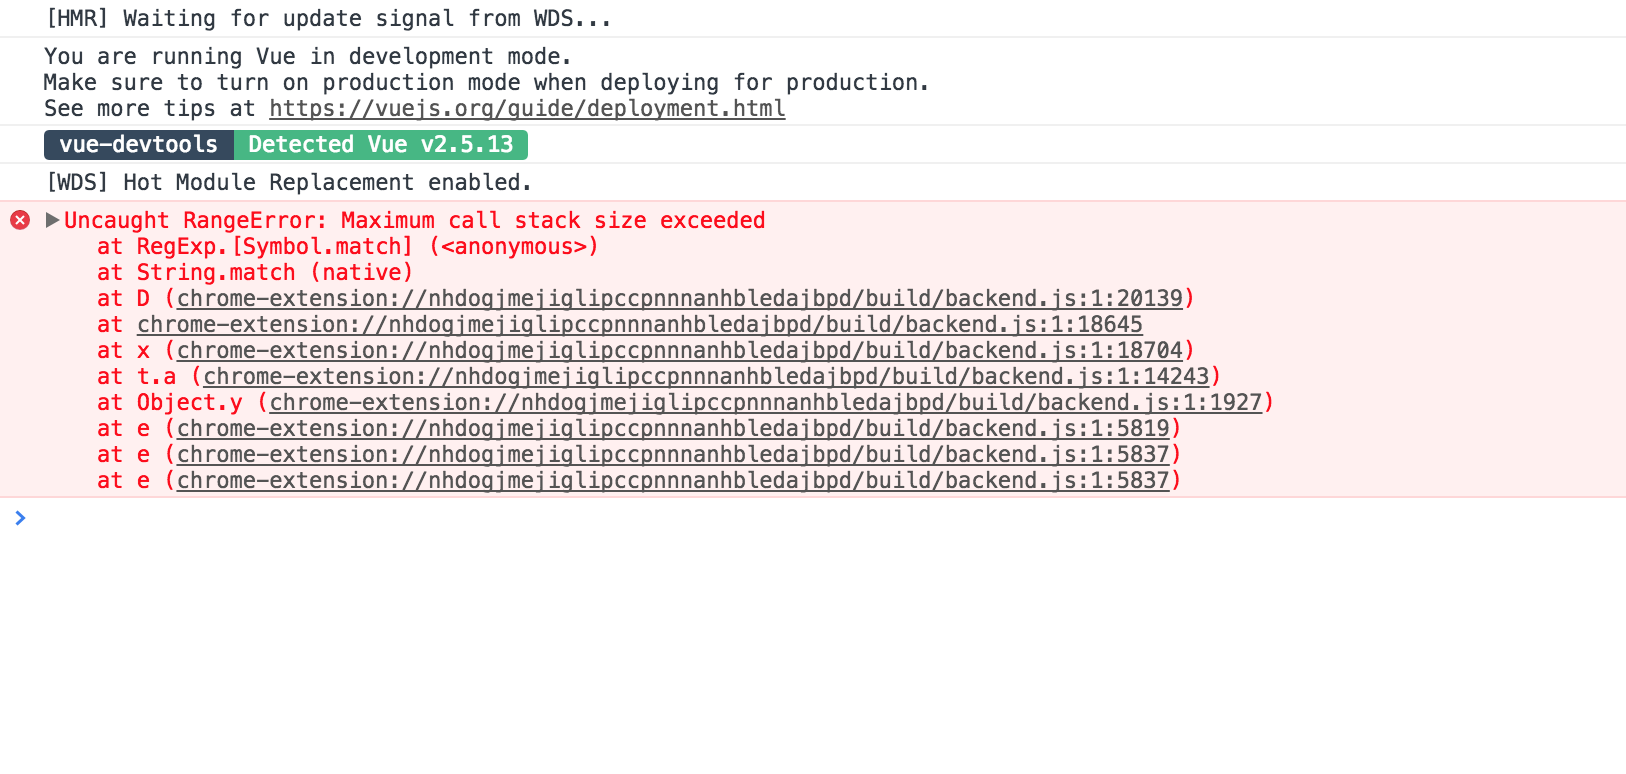 [HMR] Waiting for update signal from WDS...
You are running Vue in development mode.
Make sure to turn on production mode when deploying for production.
See more tips at https://vuejs.org/guide/deployment.html
vue-devtools Detected Vue v2.5.13
[WDS] Hot Module Replacement enabled.
Uncaught RangeError: Maximum call stack size exceeded
at RegExp.[Symbol.match] (<anonymous>)
at String.match (native)
at D (chrome-extension://nhdogjmejiglipccpnnnanhbledajbpd/build/backend.js:1:20139)
at chrome-extension://nhdogjmejiglipccpnnnanhbledajbpd/build/backend.js:1:18645
at x (chrome-extension://nhdogjmejiglipccpnnnanhbledajbpd/build/backend.js:1:18704)
at t.a (chrome-extension://nhdogjmejiglipccpnnnanhbledajbpd/build/backend.js:1:14243)
at Object.y (chrome-extension://nhdogjmejiglipccpnnnanhbledajbpd/build/backend.js:1:1927)
at e (chrome-extension://nhdogjmejiglipccpnnnanhbledajbpd/build/backend.js:1:5819)
at e (chrome-extension://nhdogjmejiglipccpnnnanhbledajbpd/build/backend.js:1:5837)
at e (chrome-extension://nhdogjmejiglipccpnnnanhbledajbpd/build/backend.js:1:5837)